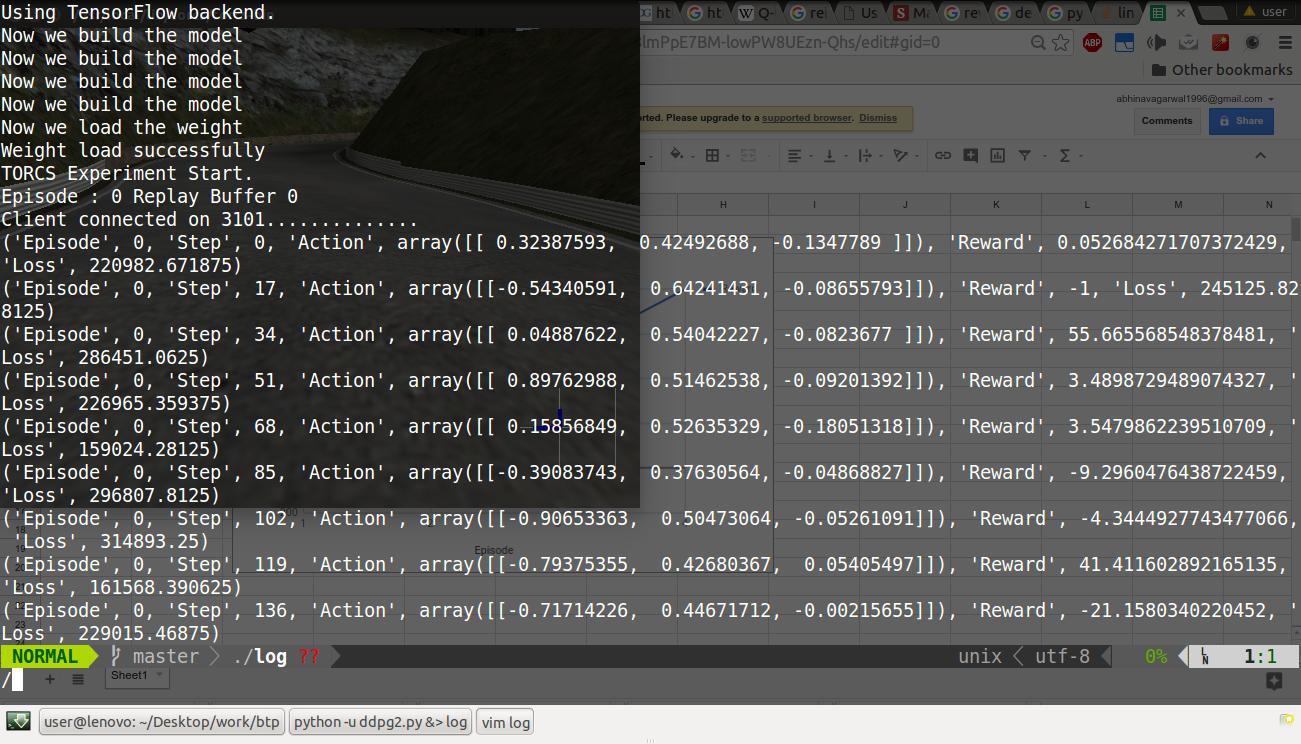 Using TensorFlow backend.
Now we build the model
Now we build the model
Now we build the model
Now we build the model
Now we load the weight
Weight load successfully
TORCS Experiment Start.
Episode : 0 Replay Buffer 0
Client connected on 3101..............
('Episode', 0, 'Step', 0, 'Action', array([[ 0.32387593,  0.42492688, -0.1347789 ]]), 'Reward', 0.052684271707372429,
'Loss', 220982.671875)
('Episode', 0, 'Step', 17, 'Action', array([[-0.54340591,  0.64241431, -0.08655793]]), 'Reward', -1, 'Loss', 245125.82
8125)
('Episode', 0, 'Step', 34, 'Action', array([[ 0.04887622,  0.54042227, -0.0823677 ]]), 'Reward', 55.665568548378481, '
Loss', 286451.0625)
('Episode', 0, 'Step', 51, 'Action', array([[ 0.89762988,  0.51462538, -0.09201392]]), 'Reward', 3.4898729489074327, '
Loss', 226965.359375)
('Episode', 0, 'Step', 68, 'Action', array([[ 0.15856849,  0.52635329, -0.18051318]]), 'Reward', 3.5479862239510709, '
Loss', 159024.28125)
('Episode', 0, 'Step', 85, 'Action', array([[-0.39083743,  0.37630564, -0.04868827]]), 'Reward', -9.2960476438722459,
'Loss', 296807.8125)
('Episode', 0, 'Step', 102, 'Action', array([[-0.90653363,  0.50473064, -0.05261091]]), 'Reward', -4.3444927743477066,
 'Loss', 314893.25)
('Episode', 0, 'Step', 119, 'Action', array([[-0.79375355,  0.42680367,  0.05405497]]), 'Reward', 41.411602892165135,
'Loss', 161568.390625)
('Episode', 0, 'Step', 136, 'Action', array([[-0.71714226,  0.44671712, -0.00215655]]), 'Reward', -21.1580340220452, '
Loss', 229015.46875)
NORMAL master ./log ?? unix utf-8 0% LN 1:1
/
ht ht W Q- re Us M re de py lin user
lmPpE7BM-lowPW8UEzn-Qhs/edit#gid=0 ABP
Other bookmarks
abhinavagarwal1996@gmail.com
rted. Please upgrade to a supported browser. Dismiss
Comments Share
H I J K L M N
Episode
Sheet1
user@lenovo: ~/Desktop/work/btp python -u ddpg2.py &> log vim log